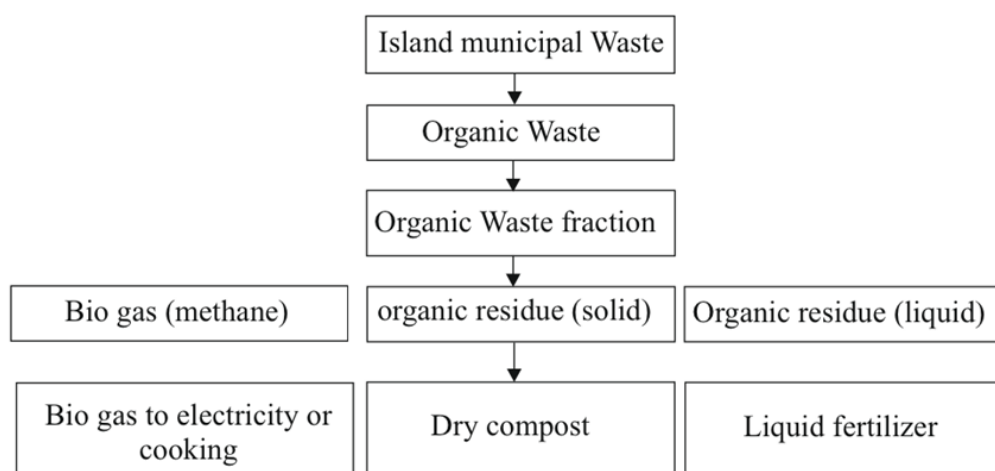 Island municipal Waste
Organic Waste
Organic Waste fraction
Bio gas (methane)
organic residue (solid)
Organic residue (liquid)
Bio gas to electricity or
cooking
Dry compost
Liquid fertilizer